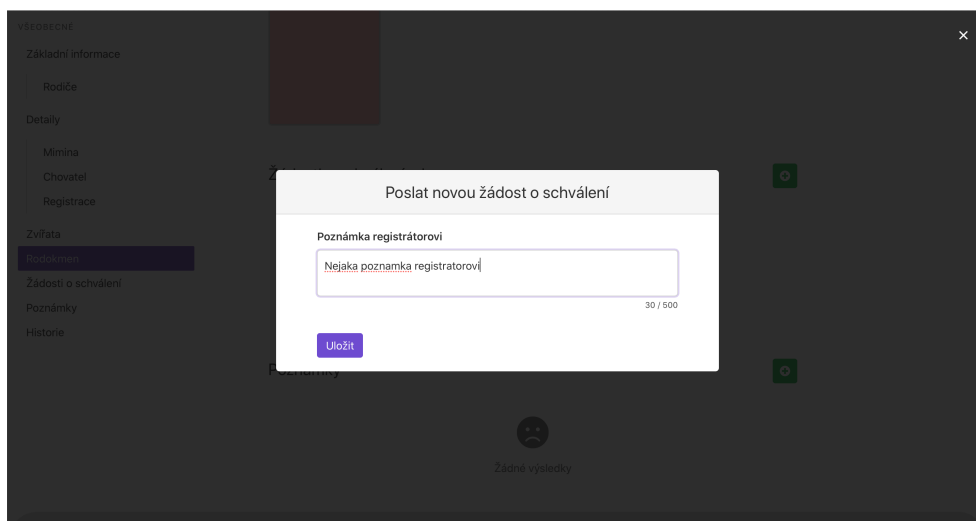 VŠEOBECNÉ
Základní informace
Rodiče
Detaily
Mimina
Chovatel
Registrace
Zvířata
Rodokmen
Žádosti o schválení
Poznámky
Historie
Poslat novou žádost o schválení
Poznámka registrátorovi
Nejaka poznamka registratorovi
30 / 500
Uložit
Poznámky
Žádné výsledky